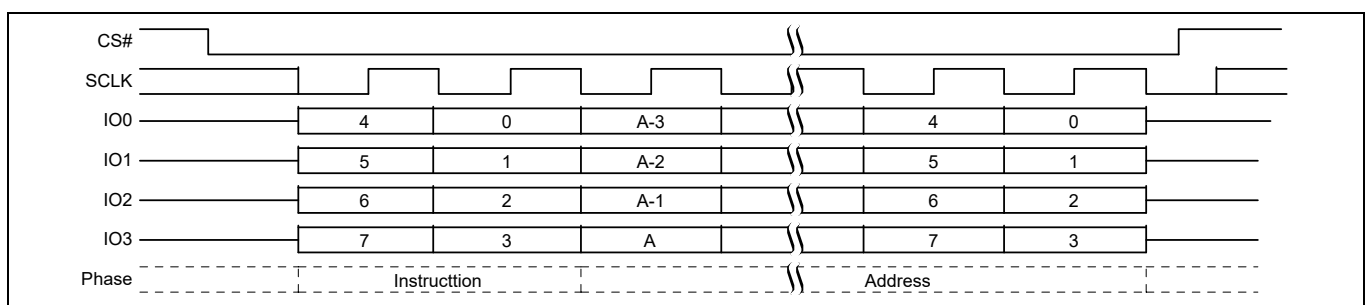 CS#
SCLK
IO0 4 0 A-3 4 0
IO1 5 1 A-2 5 1
IO2 6 2 A-1 6 2
IO3 7 3 A 7 3
Phase Instructtion Address